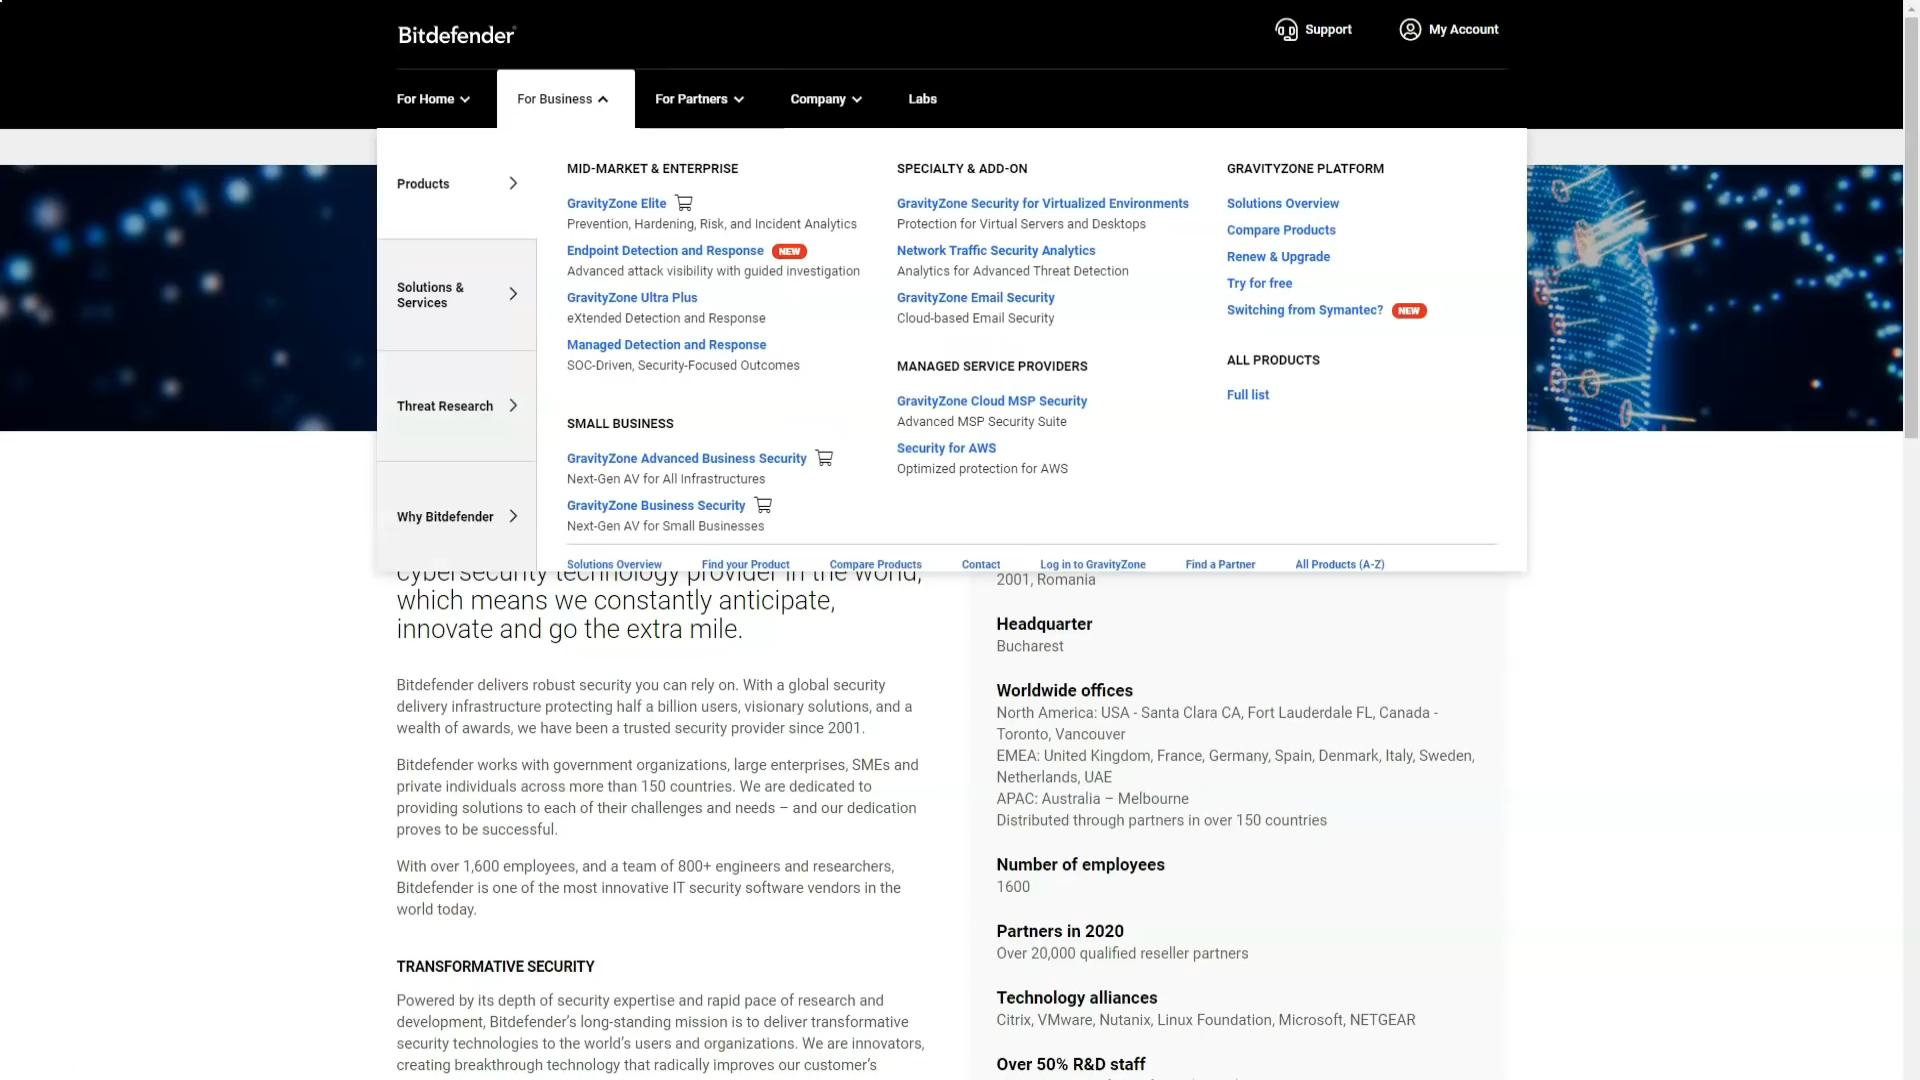 Bitdefender
Support
My Account
For Home
For Business
For Partners
Company
Labs
Products
Solutions &
Services
Threat Research
Why Bitdefender
MID-MARKET & ENTERPRISE
GravityZone Elite
Prevention, Hardening, Risk, and Incident Analytics
Endpoint Detection and Response NEW
Advanced attack visibility with guided investigation
GravityZone Ultra Plus
eXtended Detection and Response
Managed Detection and Response
SOC-Driven, Security-Focused Outcomes
SMALL BUSINESS
GravityZone Advanced Business Security
Next-Gen AV for All Infrastructures
GravityZone Business Security
Next-Gen AV for Small Businesses
SPECIALTY & ADD-ON
GravityZone Security for Virtualized Environments
Protection for Virtual Servers and Desktops
Network Traffic Security Analytics
Analytics for Advanced Threat Detection
GravityZone Email Security
Cloud-based Email Security
MANAGED SERVICE PROVIDERS
GravityZone Cloud MSP Security
Advanced MSP Security Suite
Security for AWS
Optimized protection for AWS
GRAVITYZONE PLATFORM
Solutions Overview
Compare Products
Renew & Upgrade
Try for free
Switching from Symantec? NEW
ALL PRODUCTS
Full list
Solutions Overview
Find your Product
Compare Products
Contact
Log in to GravityZone
Find a Partner
All Products (A-Z)
cybersecurity technology provider in the world,
which means we constantly anticipate,
innovate and go the extra mile.
Bitdefender delivers robust security you can rely on. With a global security
delivery infrastructure protecting half a billion users, visionary solutions, and a
wealth of awards, we have been a trusted security provider since 2001.
Bitdefender works with government organizations, large enterprises, SMEs and
private individuals across more than 150 countries. We are dedicated to
providing solutions to each of their challenges and needs – and our dedication
proves to be successful.
With over 1,600 employees, and a team of 800+ engineers and researchers,
Bitdefender is one of the most innovative IT security software vendors in the
world today.
TRANSFORMATIVE SECURITY
Powered by its depth of security expertise and rapid pace of research and
development, Bitdefender’s long-standing mission is to deliver transformative
security technologies to the world’s users and organizations. We are innovators,
creating breakthrough technology that radically improves our customer’s
2001, Romania
Headquarter
Bucharest
Worldwide offices
North America: USA - Santa Clara CA, Fort Lauderdale FL, Canada -
Toronto, Vancouver
EMEA: United Kingdom, France, Germany, Spain, Denmark, Italy, Sweden,
Netherlands, UAE
APAC: Australia – Melbourne
Distributed through partners in over 150 countries
Number of employees
1600
Partners in 2020
Over 20,000 qualified reseller partners
Technology alliances
Citrix, VMware, Nutanix, Linux Foundation, Microsoft, NETGEAR
Over 50% R&D staff